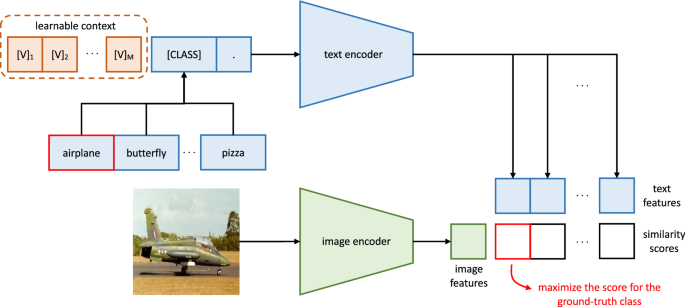 learnable context
[V]₁ [V]₂ ... [V]M
[CLASS] .
text encoder
...
airplane butterfly ... pizza
text
features
image encoder
image
features
similarity
scores
...
maximize the score for the
ground-truth class